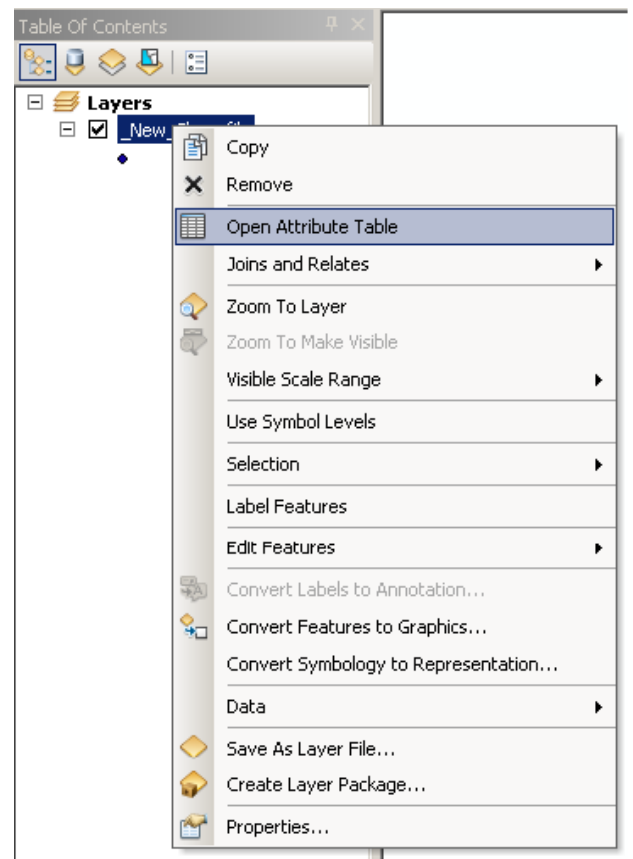 Table Of Contents
Layers
_New_
Copy
Remove
Open Attribute Table
Joins and Relates
Zoom To Layer
Zoom To Make Visible
Visible Scale Range
Use Symbol Levels
Selection
Label Features
Edit Features
Convert Labels to Annotation...
Convert Features to Graphics...
Convert Symbology to Representation...
Data
Save As Layer File...
Create Layer Package...
Properties...